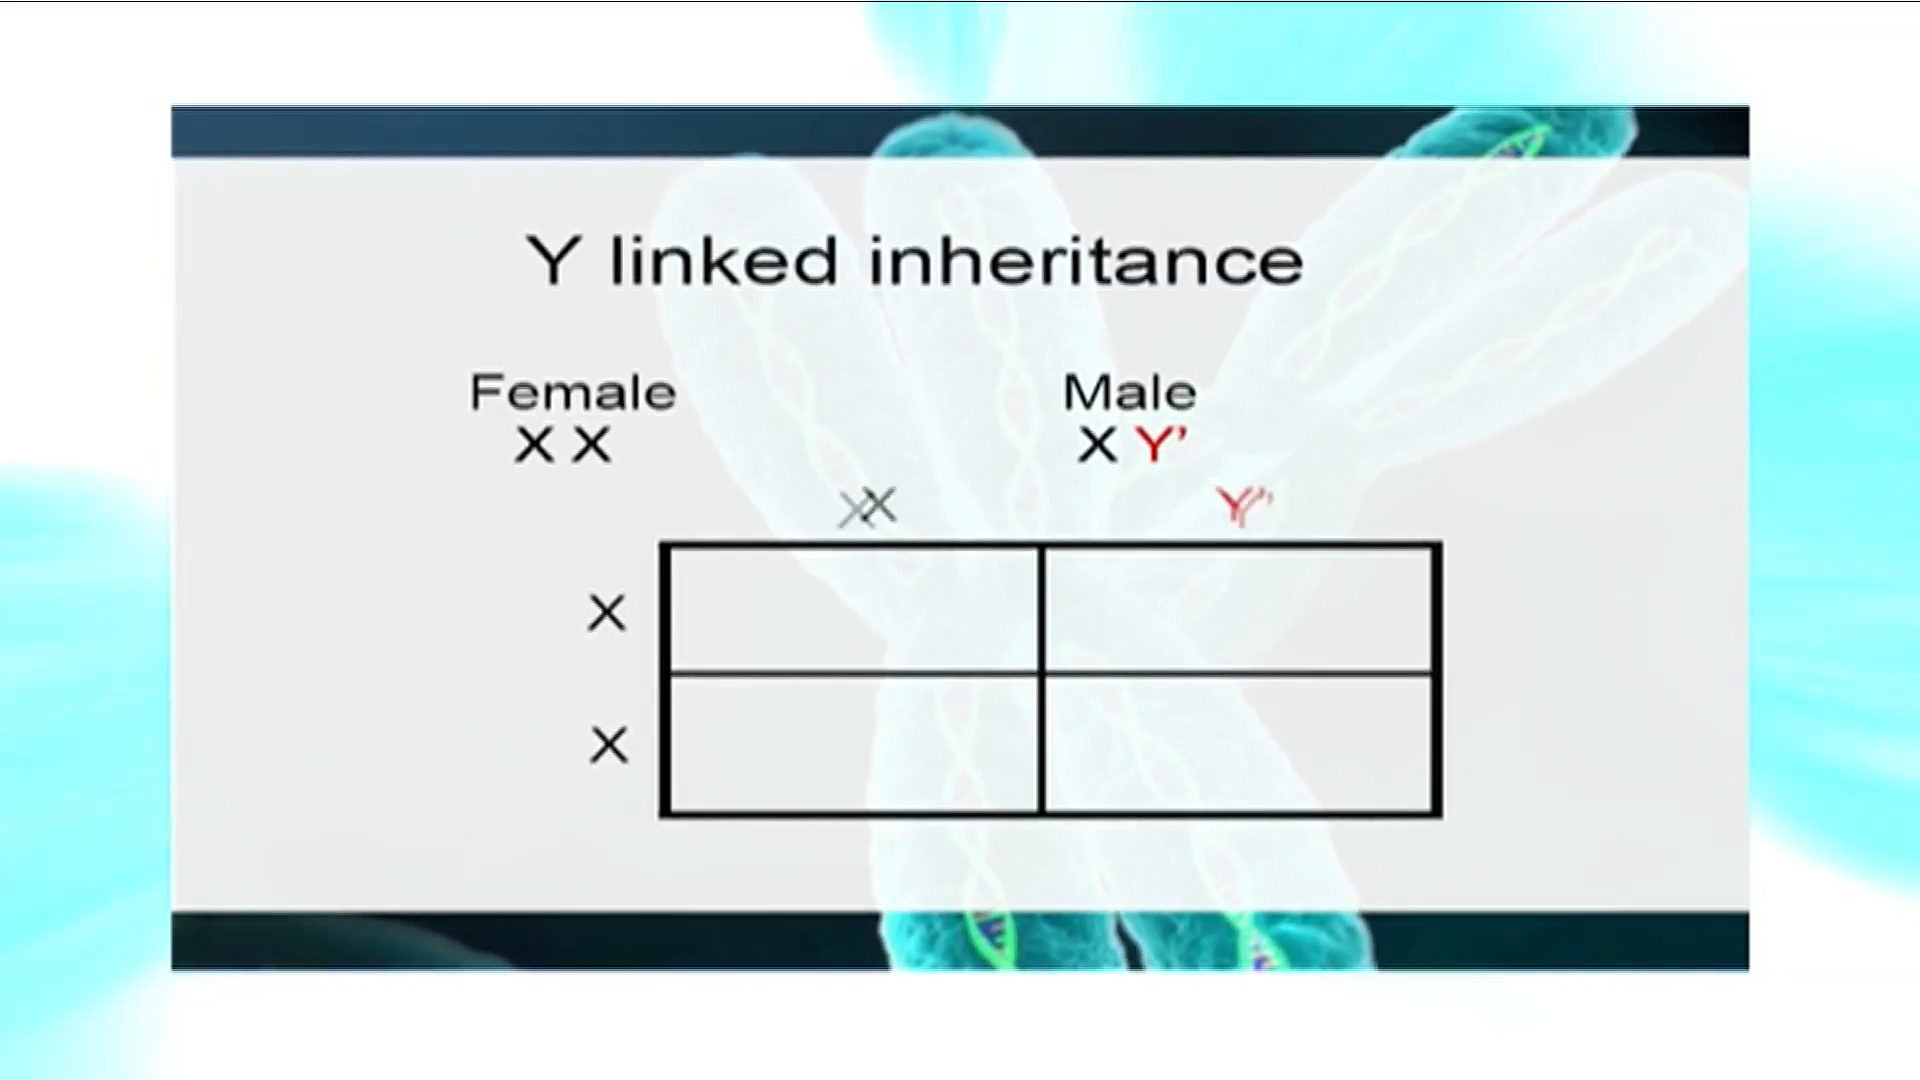 Y linked inheritance
Female Male
X X X Y’
X Y’
X
X